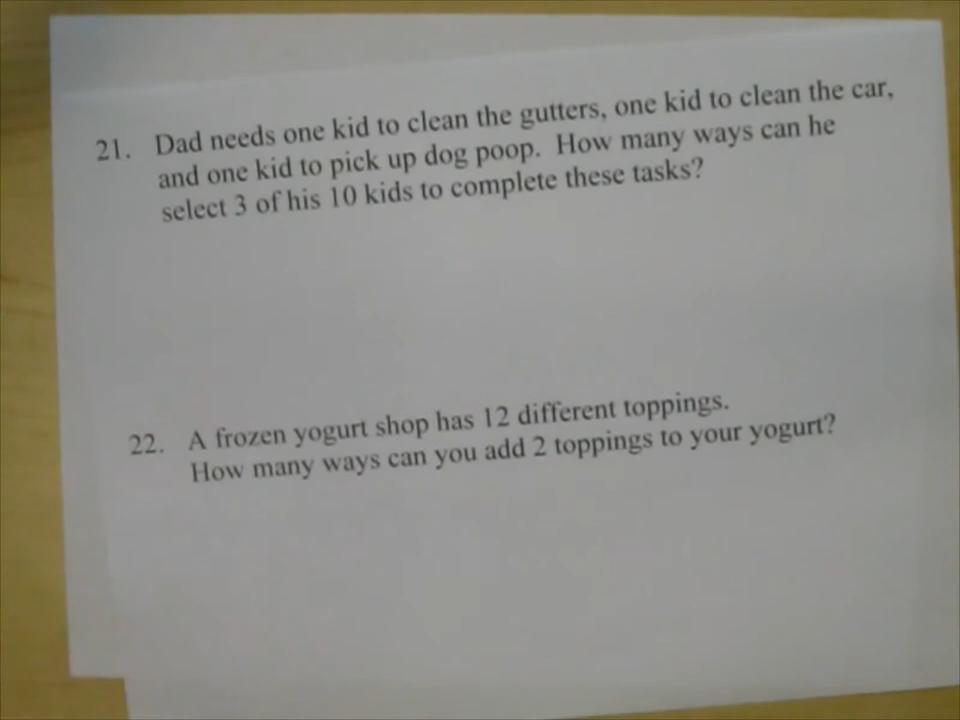 21. Dad needs one kid to clean the gutters, one kid to clean the car,
and one kid to pick up dog poop. How many ways can he
select 3 of his 10 kids to complete these tasks?
22. A frozen yogurt shop has 12 different toppings.
How many ways can you add 2 toppings to your yogurt?